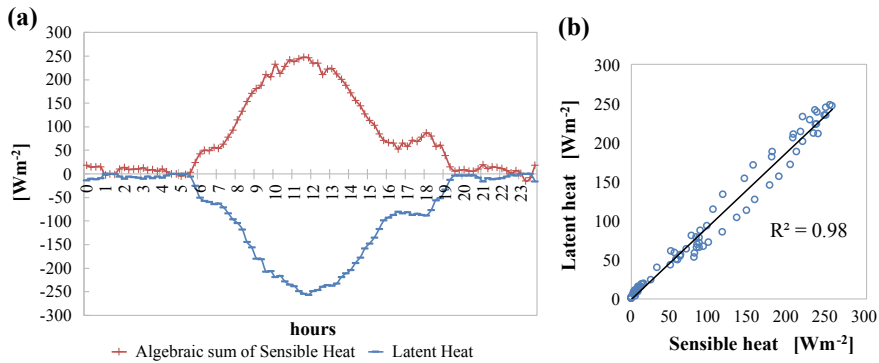 (a)
300
250
200
150
100
50
0
-50
-100
-150
-200
-250
-300
[Wm-2]
0 1 2 3 4 5 6 7 8 9 10 11 12 13 14 15 16 17 18 19 20 21 22 23
hours
Algebraic sum of Sensible Heat Latent Heat
(b)
300
250
200
150
100
50
0
Latent heat [Wm-2]
R² = 0.98
0 50 100 150 200 250 300
Sensible heat [Wm-2]